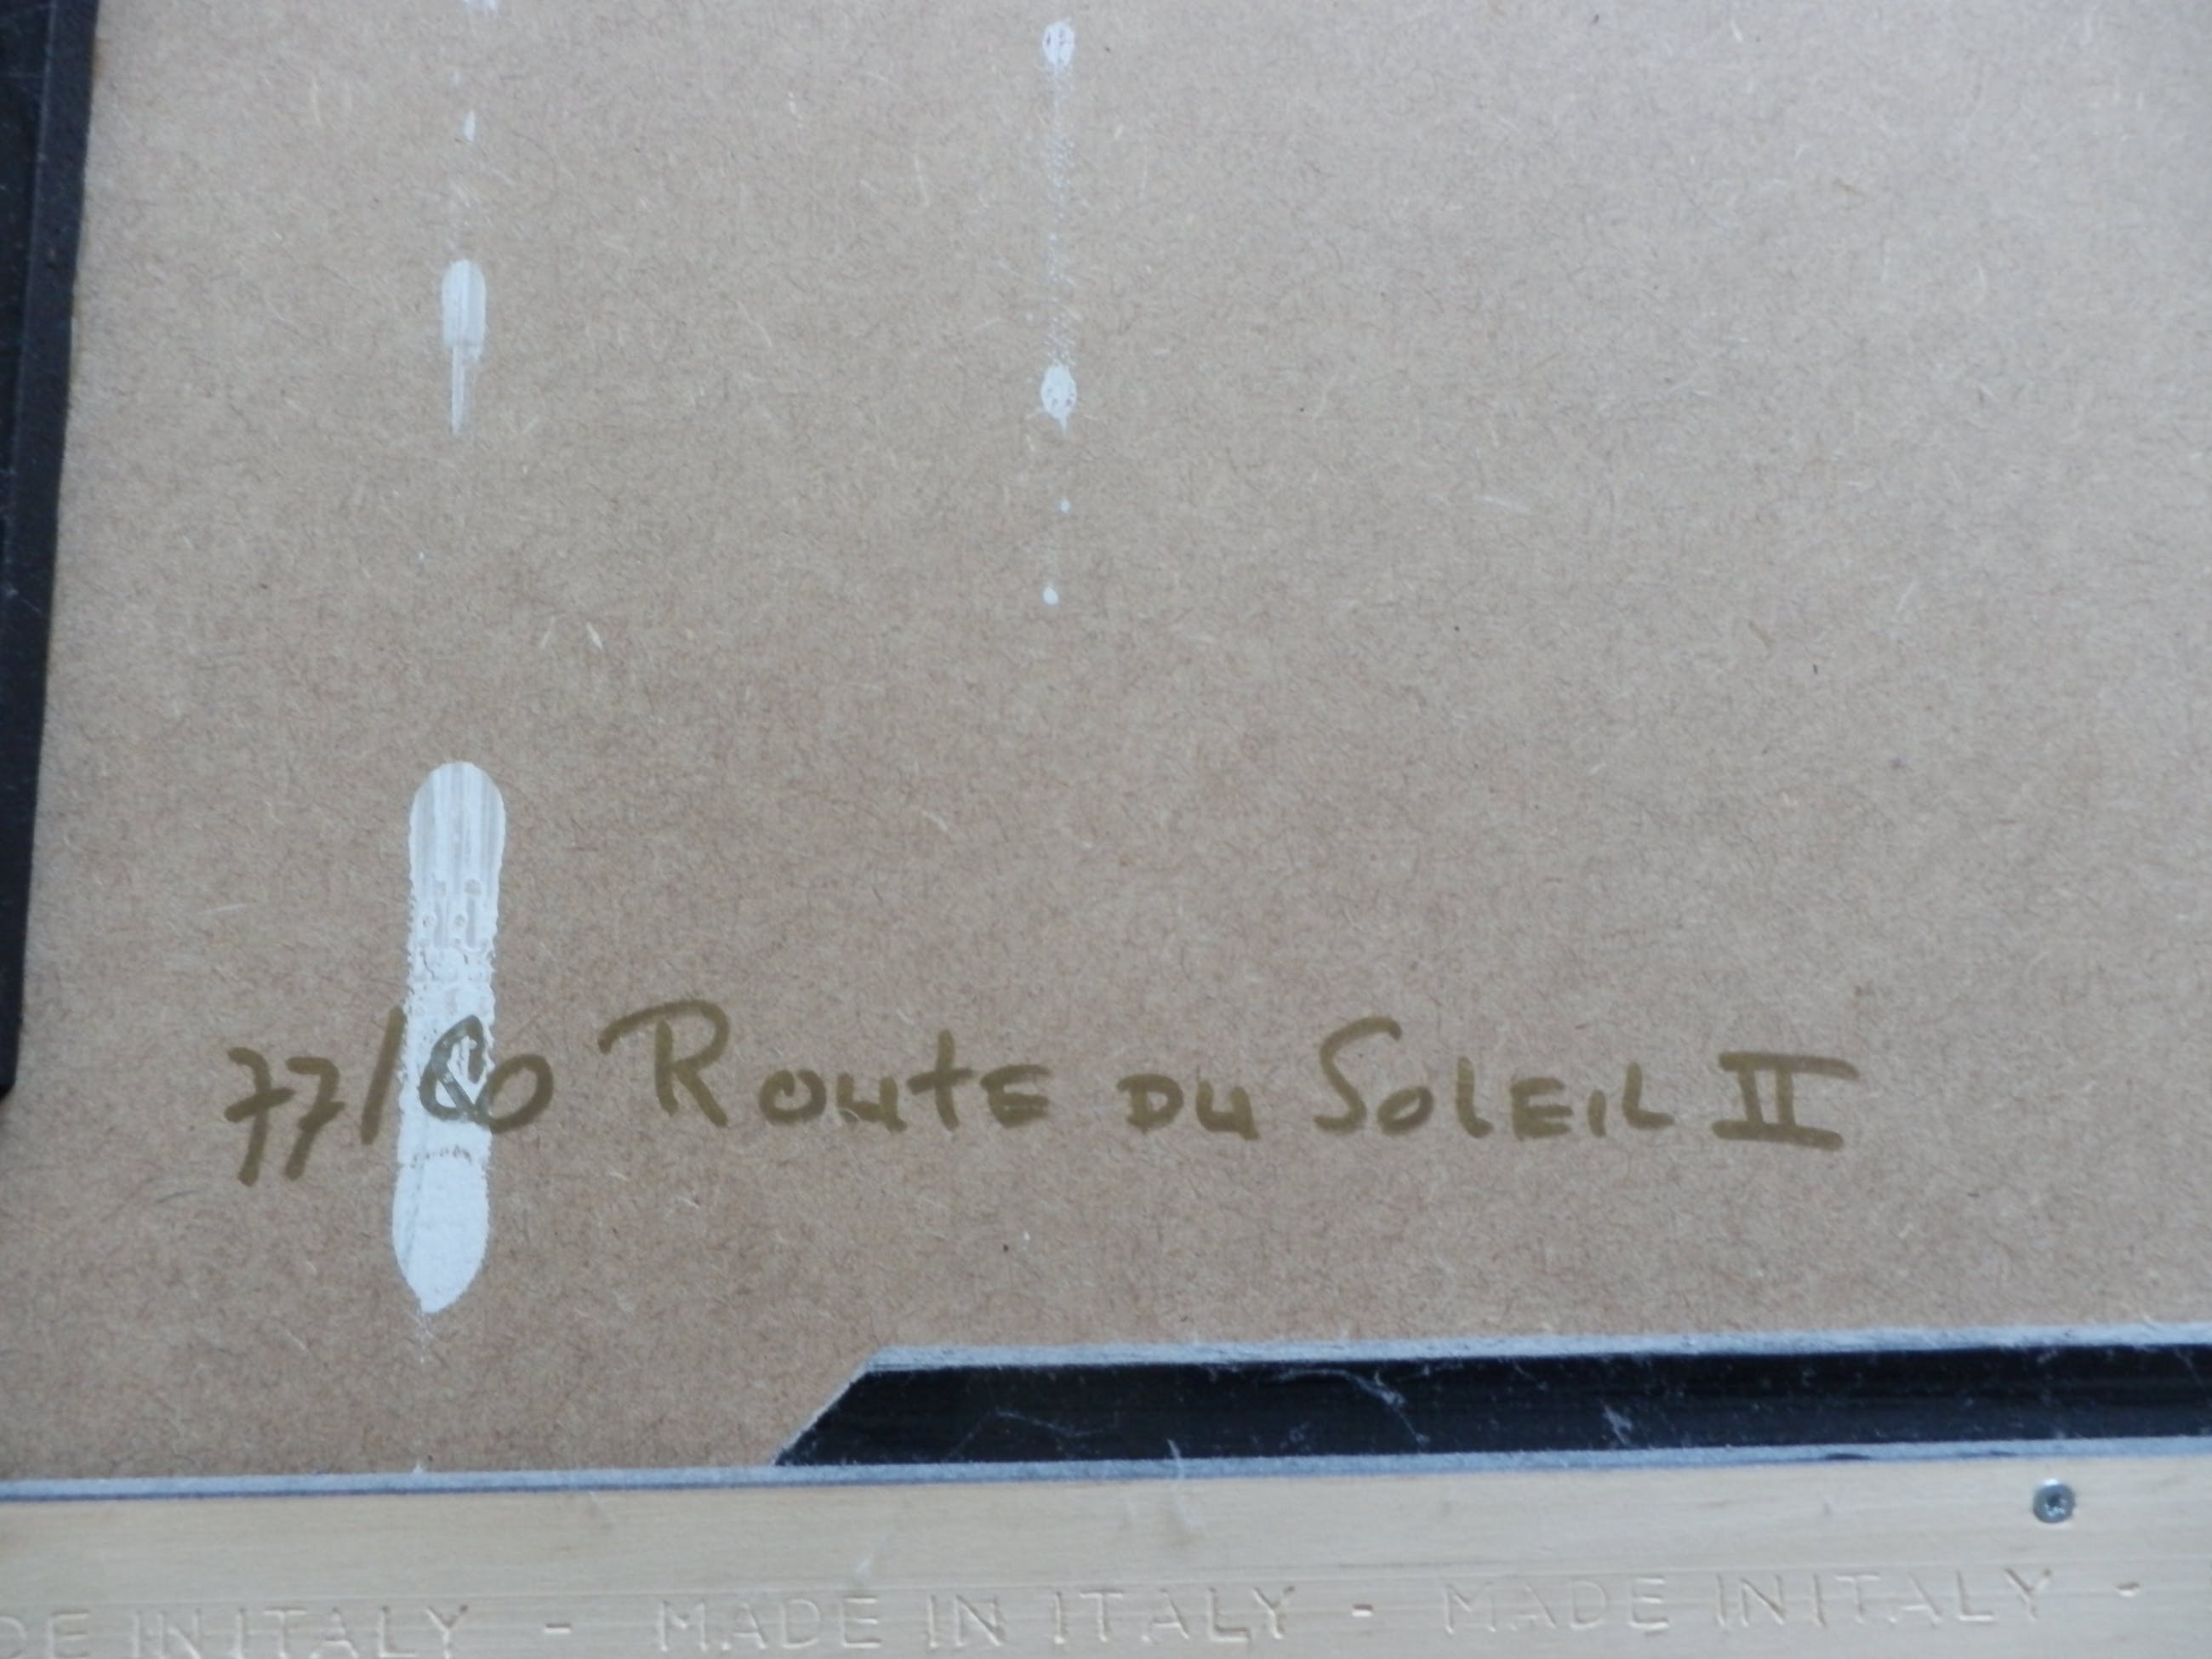 77/80 Route du Soleil II
DE IN ITALY - MADE IN ITALY - MADE IN ITALY -